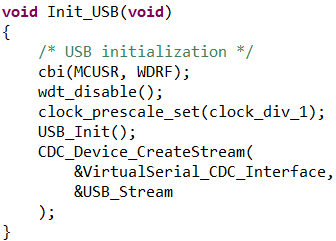 void Init_USB(void)
{
    /* USB initialization */
    cbi(MCUSR, WDRF);
    wdt_disable();
    clock_prescale_set(clock_div_1);
    USB_Init();
    CDC_Device_CreateStream(
        &VirtualSerial_CDC_Interface,
        &USB_Stream
    );
}